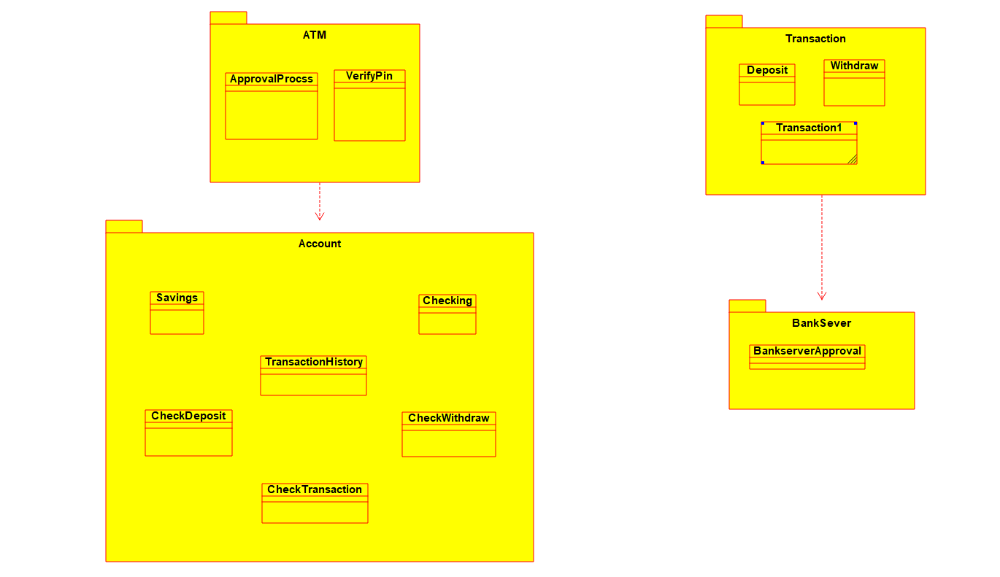 ATM
ApprovalProcss
VerifyPin
Transaction
Deposit
Withdraw
Transaction1
Account
Savings
Checking
TransactionHistory
CheckDeposit
CheckWithdraw
CheckTransaction
BankSever
BankserverApproval